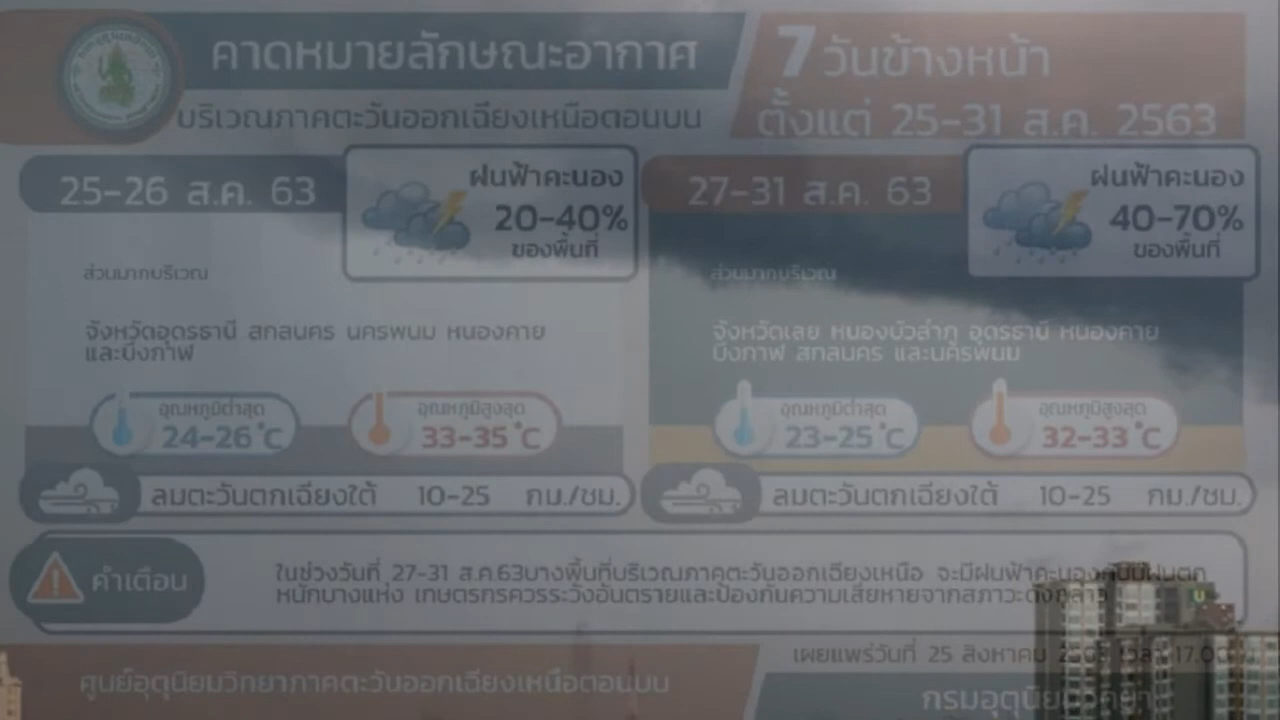 คาดหมายลักษณะอากาศ
7 วันข้างหน้า
บริเวณภาคตะวันออกเฉียงเหนือตอนบน
ตั้งแต่ 25-31 ส.ค. 2563
25-26 ส.ค. 63
ฝนฟ้าคะนอง
20-40%
ของพื้นที่
ส่วนมากบริเวณ
จังหวัดอุดรธานี สกลนคร นครพนม หนองคาย
และบึงกาฬ
อุณหภูมิต่ำสุด
24-26 °C
อุณหภูมิสูงสุด
33-35 °C
ลมตะวันตกเฉียงใต้ 10-25 กม./ชม.
27-31 ส.ค. 63
ฝนฟ้าคะนอง
40-70%
ของพื้นที่
ส่วนมากบริเวณ
จังหวัดเลย หนองบัวลำภู อุดรธานี หนองคาย
บึงกาฬ สกลนคร และนครพนม
อุณหภูมิต่ำสุด
23-25 °C
อุณหภูมิสูงสุด
32-33 °C
ลมตะวันตกเฉียงใต้ 10-25 กม./ชม.
คำเตือน
ในช่วงวันที่ 27-31 ส.ค.63บางพื้นที่บริเวณภาคตะวันออกเฉียงเหนือ จะมีฝนฟ้าคะนองกับมีฝนตก
หนักบางแห่ง เกษตรกรควรระวังอันตรายและป้องกันความเสียหายจากสภาวะดังกล่าว
เผยแพร่วันที่ 25 สิงหาคม เวลา 17.00
ศูนย์อุตุนิยมวิทยาภาคตะวันออกเฉียงเหนือตอนบน
กรมอุตุนิยมวิทยา